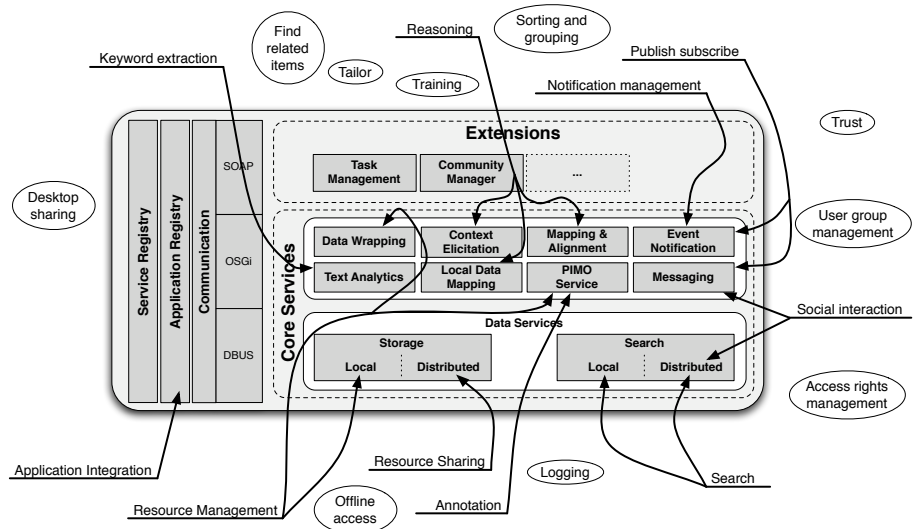 Find
related
items
Reasoning
Sorting and
grouping
Keyword extraction
Tailor
Training
Publish subscribe
Notification management
Trust
Desktop
sharing
User group
management
Service Registry
Application Registry
Communication
SOAP
OSGi
DBUS
Extensions
Task
Management
Community
Manager
...
Core Services
Data Wrapping
Context
Elicitation
Mapping &
Alignment
Event
Notification
Text Analytics
Local Data
Mapping
PIMO
Service
Messaging
Social interaction
Data Services
Storage
Local
Distributed
Search
Local
Distributed
Access rights
management
Application Integration
Resource Sharing
Logging
Search
Resource Management
Offline
access
Annotation